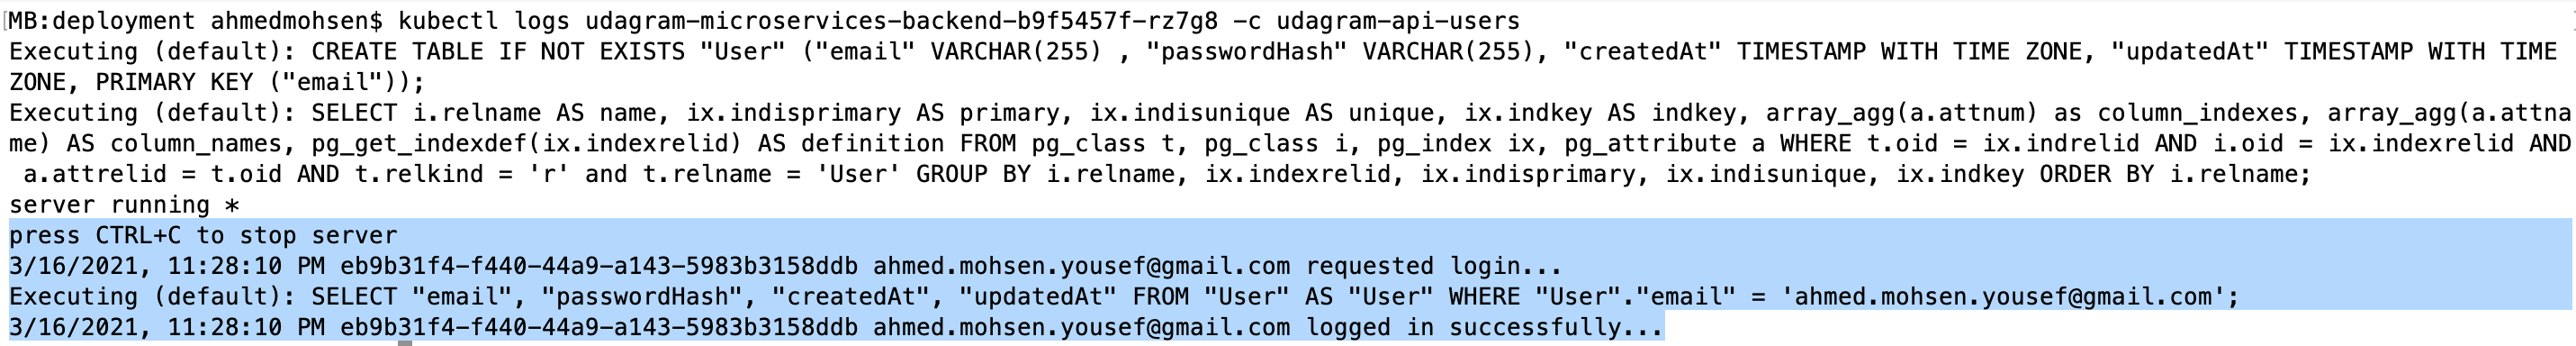 [MB:deployment ahmedmohsen$ kubectl logs udagram-microservices-backend-b9f5457f-rz7g8 -c udagram-api-users
Executing (default): CREATE TABLE IF NOT EXISTS "User" ("email" VARCHAR(255) , "passwordHash" VARCHAR(255), "createdAt" TIMESTAMP WITH TIME ZONE, "updatedAt" TIMESTAMP WITH TIME
ZONE, PRIMARY KEY ("email"));
Executing (default): SELECT i.relname AS name, ix.indisprimary AS primary, ix.indisunique AS unique, ix.indkey AS indkey, array_agg(a.attnum) as column_indexes, array_agg(a.attna
me) AS column_names, pg_get_indexdef(ix.indexrelid) AS definition FROM pg_class t, pg_class i, pg_index ix, pg_attribute a WHERE t.oid = ix.indrelid AND i.oid = ix.indexrelid AND
 a.attrelid = t.oid AND t.relkind = 'r' and t.relname = 'User' GROUP BY i.relname, ix.indexrelid, ix.indisprimary, ix.indisunique, ix.indkey ORDER BY i.relname;
server running *
press CTRL+C to stop server
3/16/2021, 11:28:10 PM eb9b31f4-f440-44a9-a143-5983b3158ddb ahmed.mohsen.yousef@gmail.com requested login...
Executing (default): SELECT "email", "passwordHash", "createdAt", "updatedAt" FROM "User" AS "User" WHERE "User"."email" = 'ahmed.mohsen.yousef@gmail.com';
3/16/2021, 11:28:10 PM eb9b31f4-f440-44a9-a143-5983b3158ddb ahmed.mohsen.yousef@gmail.com logged in successfully...